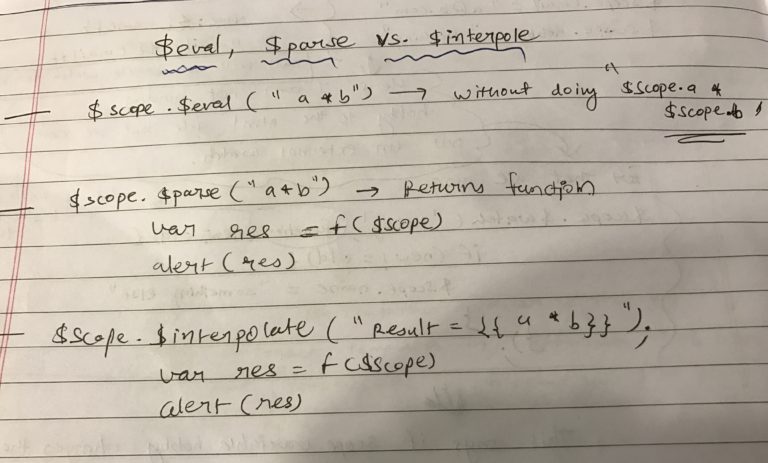 $eval, $parse vs. $interpole
— $scope.$eval (" a * b") → without doing "$scope.a *
$scope.b"
— $scope.$parse (" a*b") → Returns function
var res = f($scope)
alert(res)
— $scope.$interpolate ("Result = {{ a * b}}");
var res = f($scope)
alert(res)